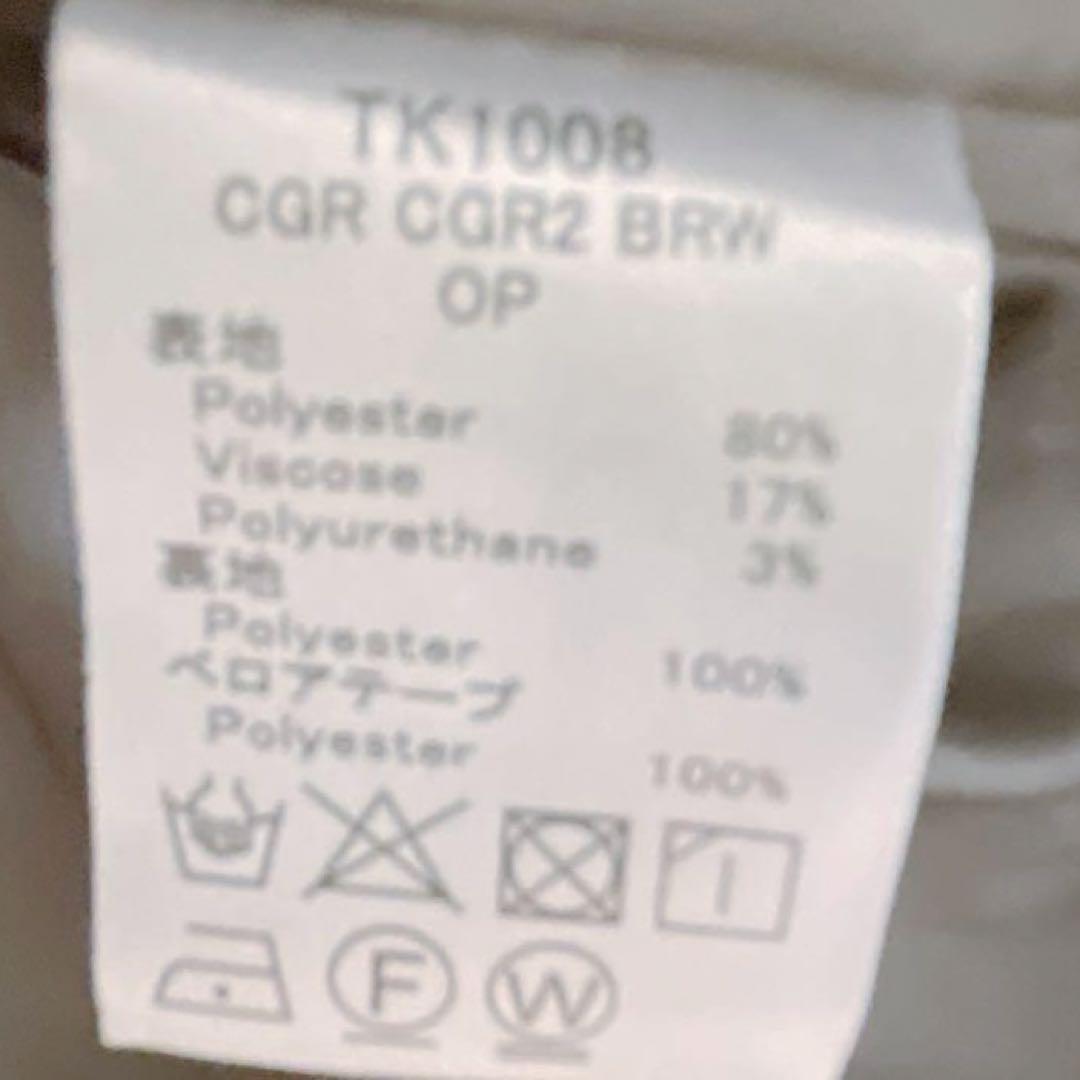 TK1008
CGR CGR2 BRW
OP
表地
Polyester 80%
Viscose 17%
Polyurethane 3%
裏地
Polyester 100%
ベロアテープ
Polyester 100%
F W